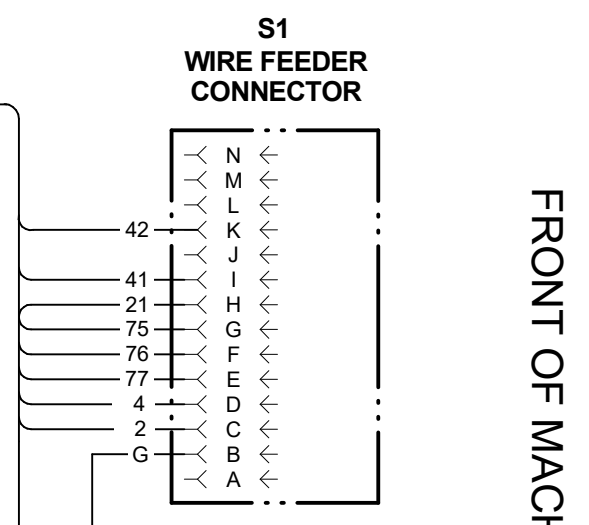 S1
WIRE FEEDER
CONNECTOR
N
M
L
42 K
J
41 I
21 H
75 G
76 F
77 E
4 D
2 C
G B
A
FRONT OF MACH